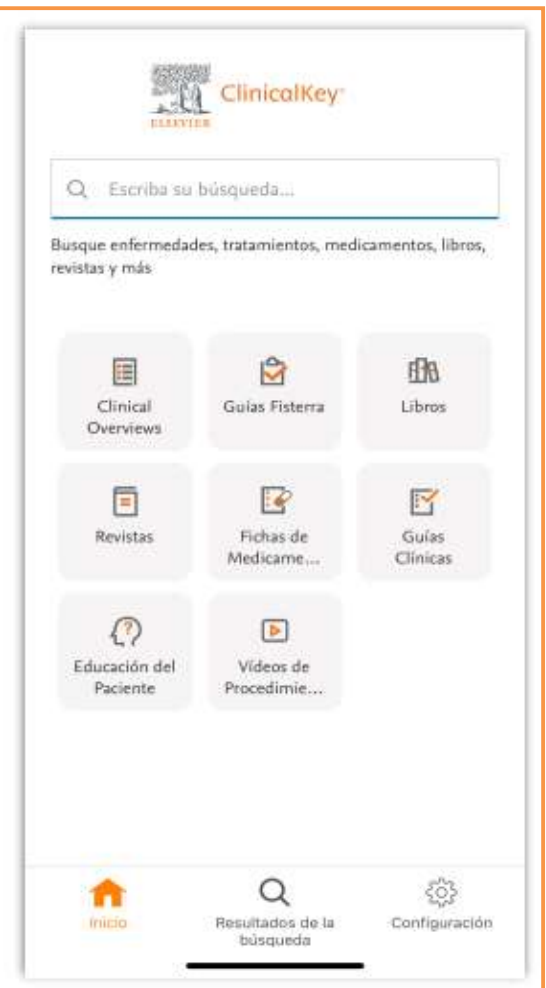 ELSEVIER
ClinicalKey
Escriba su búsqueda...
Busque enfermedades, tratamientos, medicamentos, libros,
revistas y más
Clinical
Overviews
Guías Fisterra
Libros
Revistas
Fichas de
Medicame...
Guías
Clínicas
Educación del
Paciente
Vídeos de
Procedimie...
Inicio
Resultados de la
búsqueda
Configuración